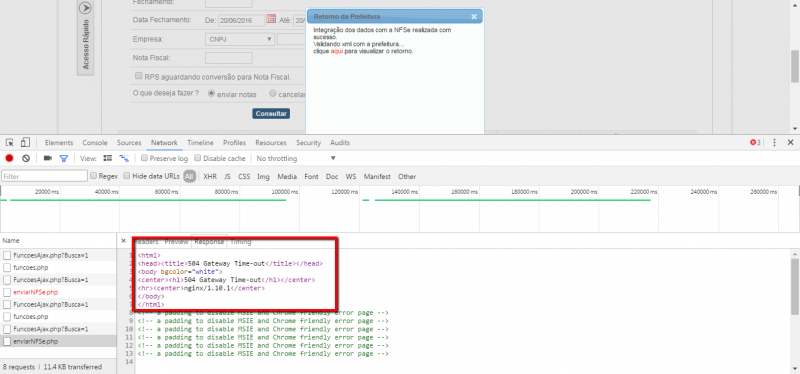 Fechamento:
Data Fechamento: De: 20/06/2016 Até: 20/
Empresa: CNPJ
Nota Fiscal:
RPS aguardando conversão para Nota Fiscal.
O que deseja fazer ? enviar notas cancelar
Consultar
Acesso Rápido
Retorno da Prefeitura
Integração dos dados com a NFSe realizada com
sucesso.
Validando xml com a prefeitura...
clique aqui para visualizar o retorno.
Elements Console Sources Network Timeline Profiles Resources Security Audits 3
View: Preserve log Disable cache No throttling
Filter Regex Hide data URLs All XHR JS CSS Img Media Font Doc WS Manifest Other
20000 ms 40000 ms 60000 ms 80000 ms 100000 ms 120000 ms 140000 ms 160000 ms 180000 ms 200000 ms 220000 ms 240000 ms 260000 ms
Name
FuncoesAjax.php?Busca=1
funcoes.php
FuncoesAjax.php?Busca=1
enviarNFSe.php
FuncoesAjax.php?Busca=1
funcoes.php
FuncoesAjax.php?Busca=1
enviarNFSe.php
8 requests | 11.4 KB transferred
Headers Preview Response Timing
1 <html>
2 <head><title>504 Gateway Time-out</title></head>
3 <body bgcolor="white">
4 <center><h1>504 Gateway Time-out</h1></center>
5 <hr><center>nginx/1.10.1</center>
6 </body>
7 </html>
8 <!-- a padding to disable MSIE and Chrome friendly error page -->
9 <!-- a padding to disable MSIE and Chrome friendly error page -->
10 <!-- a padding to disable MSIE and Chrome friendly error page -->
11 <!-- a padding to disable MSIE and Chrome friendly error page -->
12 <!-- a padding to disable MSIE and Chrome friendly error page -->
13 <!-- a padding to disable MSIE and Chrome friendly error page -->
14